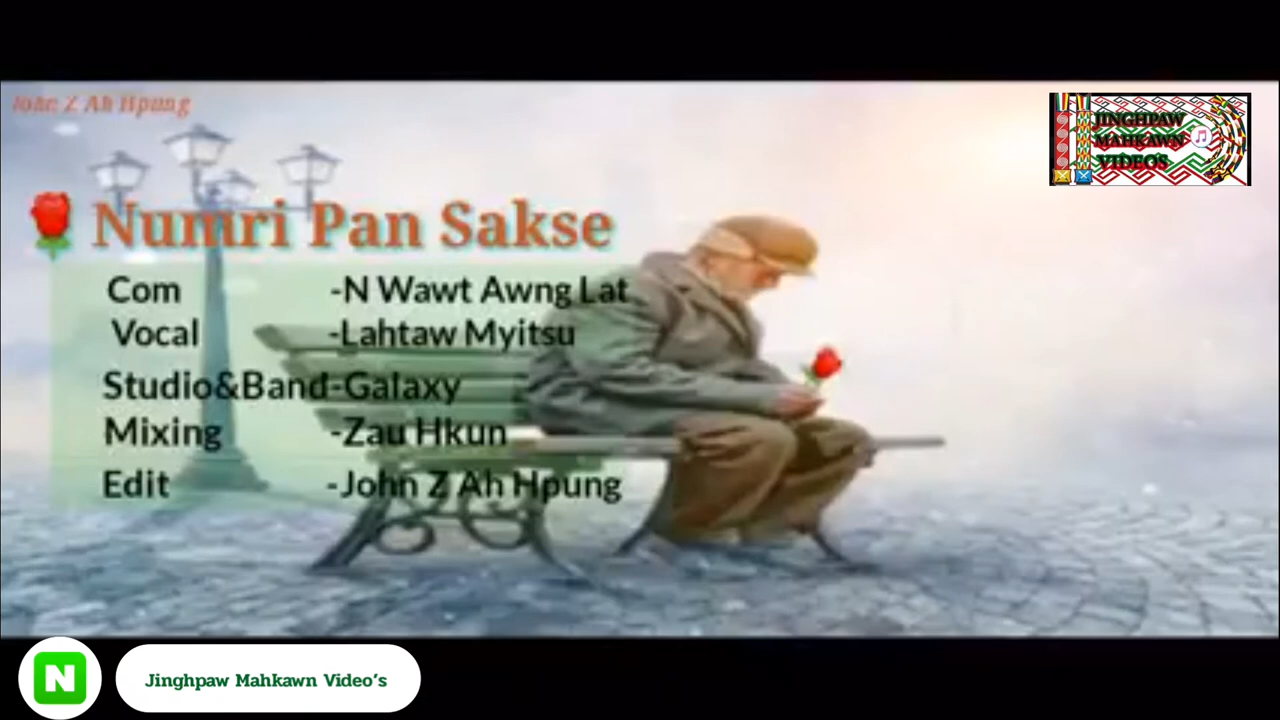 John Z Ah Hpung
JINGHPAW
MAHKAWN
VIDEOS
Numri Pan Sakse
Com -N Wawt Awng Lat
Vocal -Lahtaw Myitsu
Studio&Band-Galaxy
Mixing -Zau Hkun
Edit -John Z Ah Hpung
N
Jinghpaw Mahkawn Video's